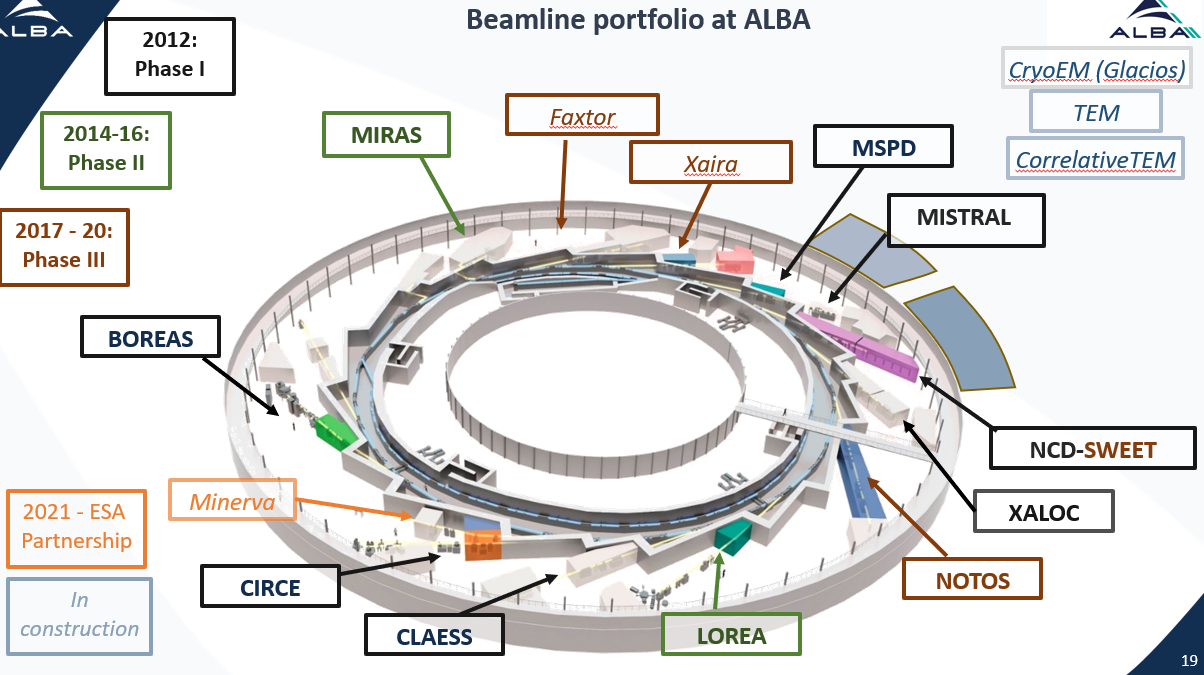 Beamline portfolio at ALBA
ALBA
ALBA
2012:
Phase I
2014-16:
Phase II
2017 - 20:
Phase III
CryoEM (Glacios)
TEM
CorrelativeTEM
MIRAS
Faxtor
Xaira
MSPD
MISTRAL
BOREAS
NCD-SWEET
XALOC
NOTOS
Minerva
2021 - ESA
Partnership
In
construction
CIRCE
CLAESS
LOREA
19